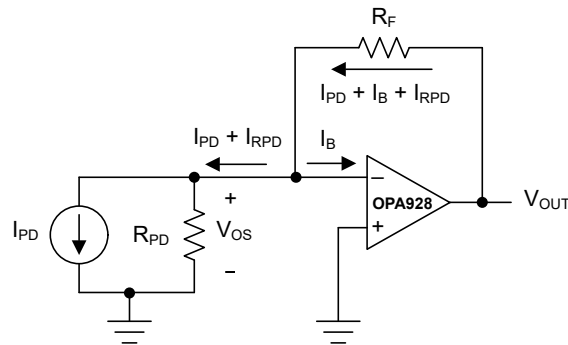 R_F
I_PD + I_B + I_RPD
I_PD + I_RPD
I_B
−
OPA928
+
V_OUT
I_PD
R_PD
+
V_OS
−